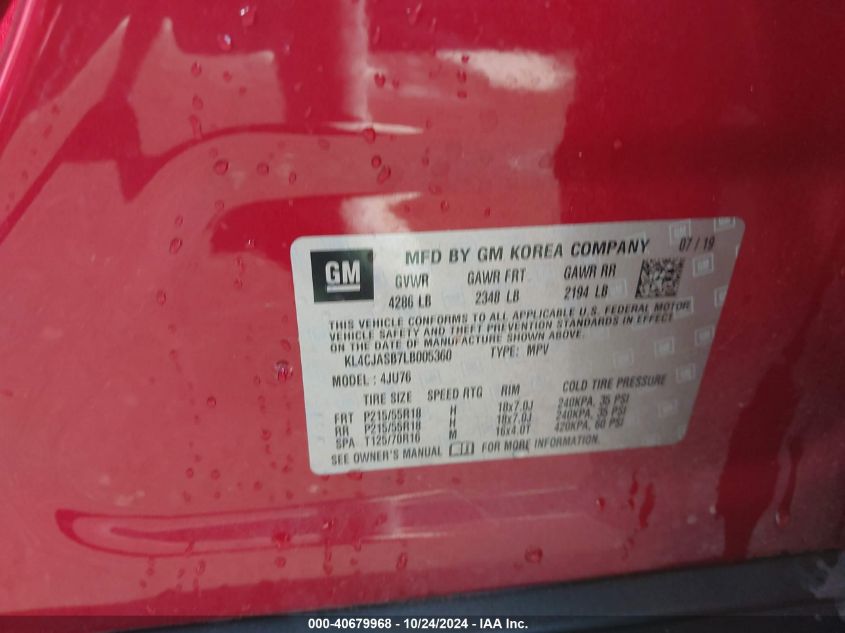 GM
MFD BY GM KOREA COMPANY 07/19
GVWR GAWR FRT GAWR RR
4286 LB 2348 LB 2194 LB
THIS VEHICLE CONFORMS TO ALL APPLICABLE U.S. FEDERAL MOTOR
VEHICLE SAFETY AND THEFT PREVENTION STANDARDS IN EFFECT
ON THE DATE OF MANUFACTURE SHOWN ABOVE.
KL4CJASB7LB005360 TYPE: MPV
MODEL: 4JU76
TIRE SIZE SPEED RTG RIM COLD TIRE PRESSURE
FRT P215/55R18 H 18x7.0J 240KPA, 35 PSI
RR P215/55R18 H 18x7.0J 240KPA, 35 PSI
SPA T125/70R16 M 16x4.0T 420KPA, 60 PSI
SEE OWNER'S MANUAL FOR MORE INFORMATION.
000-40679968 - 10/24/2024 - IAA Inc.